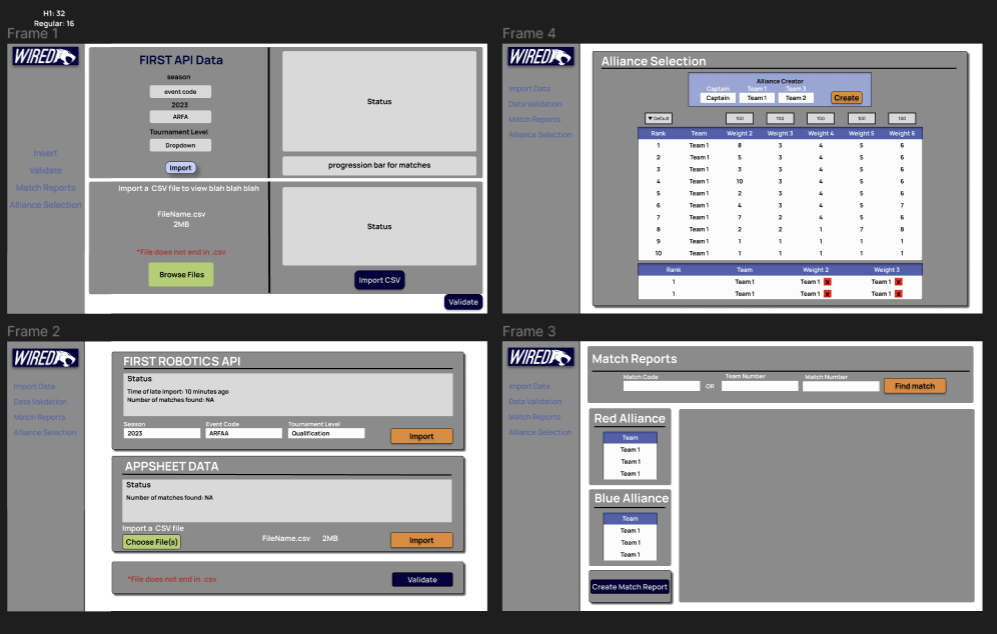 H1: 32
Regular: 16
Frame 1
WIRED
Insert
Validate
Match Reports
Alliance Selection
FIRST API Data
season
event code
2023
ARFA
Tournament Level
Dropdown
Import
Status
progression bar for matches
Import a CSV file to view blah blah blah
FileName.csv
2MB
*File does not end in .csv
Browse Files
Status
Import CSV
Validate
Frame 4
WIRED
Import Data
Data Validation
Match Reports
Alliance Selection
Alliance Selection
Alliance Creator
Captain Team 1 Team 3
Captain Team 1 Team 2 Create
▼ Default 100 100 100 100 100
Rank Team Weight 2 Weight 3 Weight 4 Weight 5 Weight 6
1 Team 1 8 3 4 5 6
2 Team 1 5 3 4 5 6
3 Team 1 3 3 4 5 6
4 Team 1 10 3 4 5 6
5 Team 1 2 3 4 5 6
6 Team 1 4 3 4 5 7
7 Team 1 7 2 4 5 6
8 Team 1 2 2 1 7 8
9 Team 1 1 1 1 1 1
10 Team 1 1 1 1 1 1
Rank Team Weight 2 Weight 3
1 Team 1 Team 1 X Team 1 X
1 Team 1 Team 1 X Team 1 X
Frame 2
WIRED
Import Data
Data Validation
Match Reports
Alliance Selection
FIRST ROBOTICS API
Status
Time of late import: 10 minutes ago
Number of matches found: NA
Season Event Code Tournament Level
2023 ARFAA Qualification Import
APPSHEET DATA
Status
Number of matches found: NA
Import a CSV file
Choose File(s) FileName.csv 2MB Import
*File does not end in .csv Validate
Frame 3
WIRED
Import Data
Data Validation
Match Reports
Alliance Selection
Match Reports
Match Code Team Number Match Number
OR Find match
Red Alliance
Team
Team 1
Team 1
Team 1
Blue Alliance
Team
Team 1
Team 1
Team 1
Create Match Report